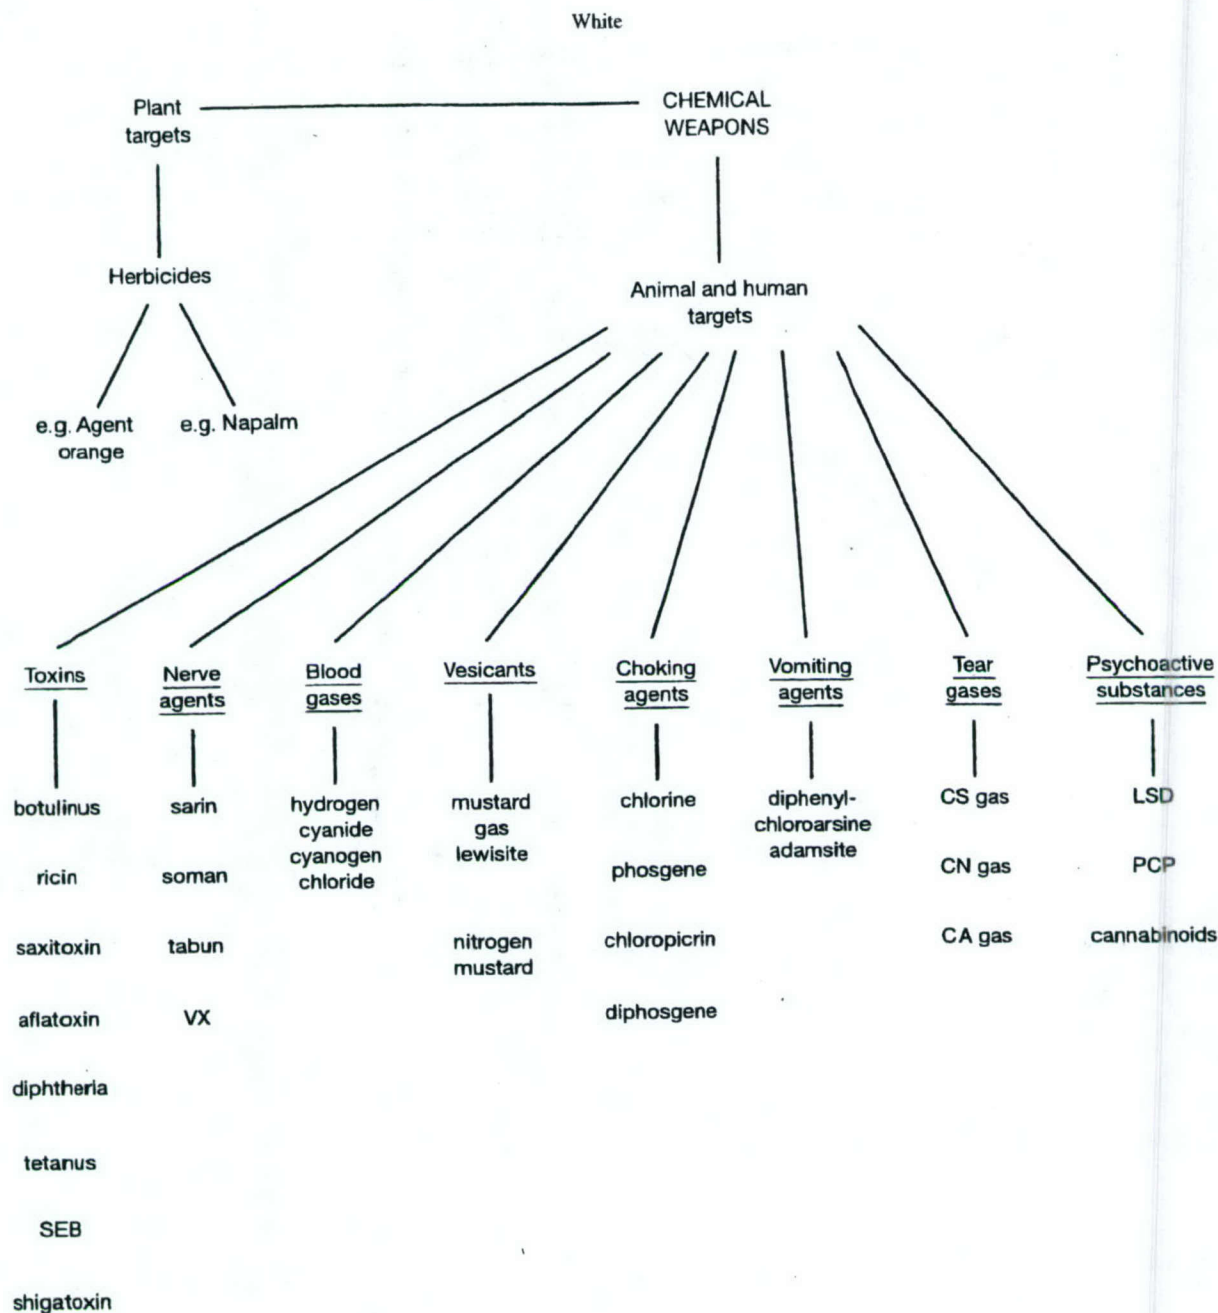 White
Plant
targets
CHEMICAL
WEAPONS
Herbicides
Animal and human
targets
e.g. Agent
orange
e.g. Napalm
Toxins
botulinus
ricin
saxitoxin
aflatoxin
diphtheria
tetanus
SEB
shigatoxin
Nerve
agents
sarin
soman
tabun
VX
Blood
gases
hydrogen
cyanide
cyanogen
chloride
Vesicants
mustard
gas
lewisite
nitrogen
mustard
Choking
agents
chlorine
phosgene
chloropicrin
diphosgene
Vomiting
agents
diphenyl-
chloroarsine
adamsite
Tear
gases
CS gas
CN gas
CA gas
Psychoactive
substances
LSD
PCP
cannabinoids